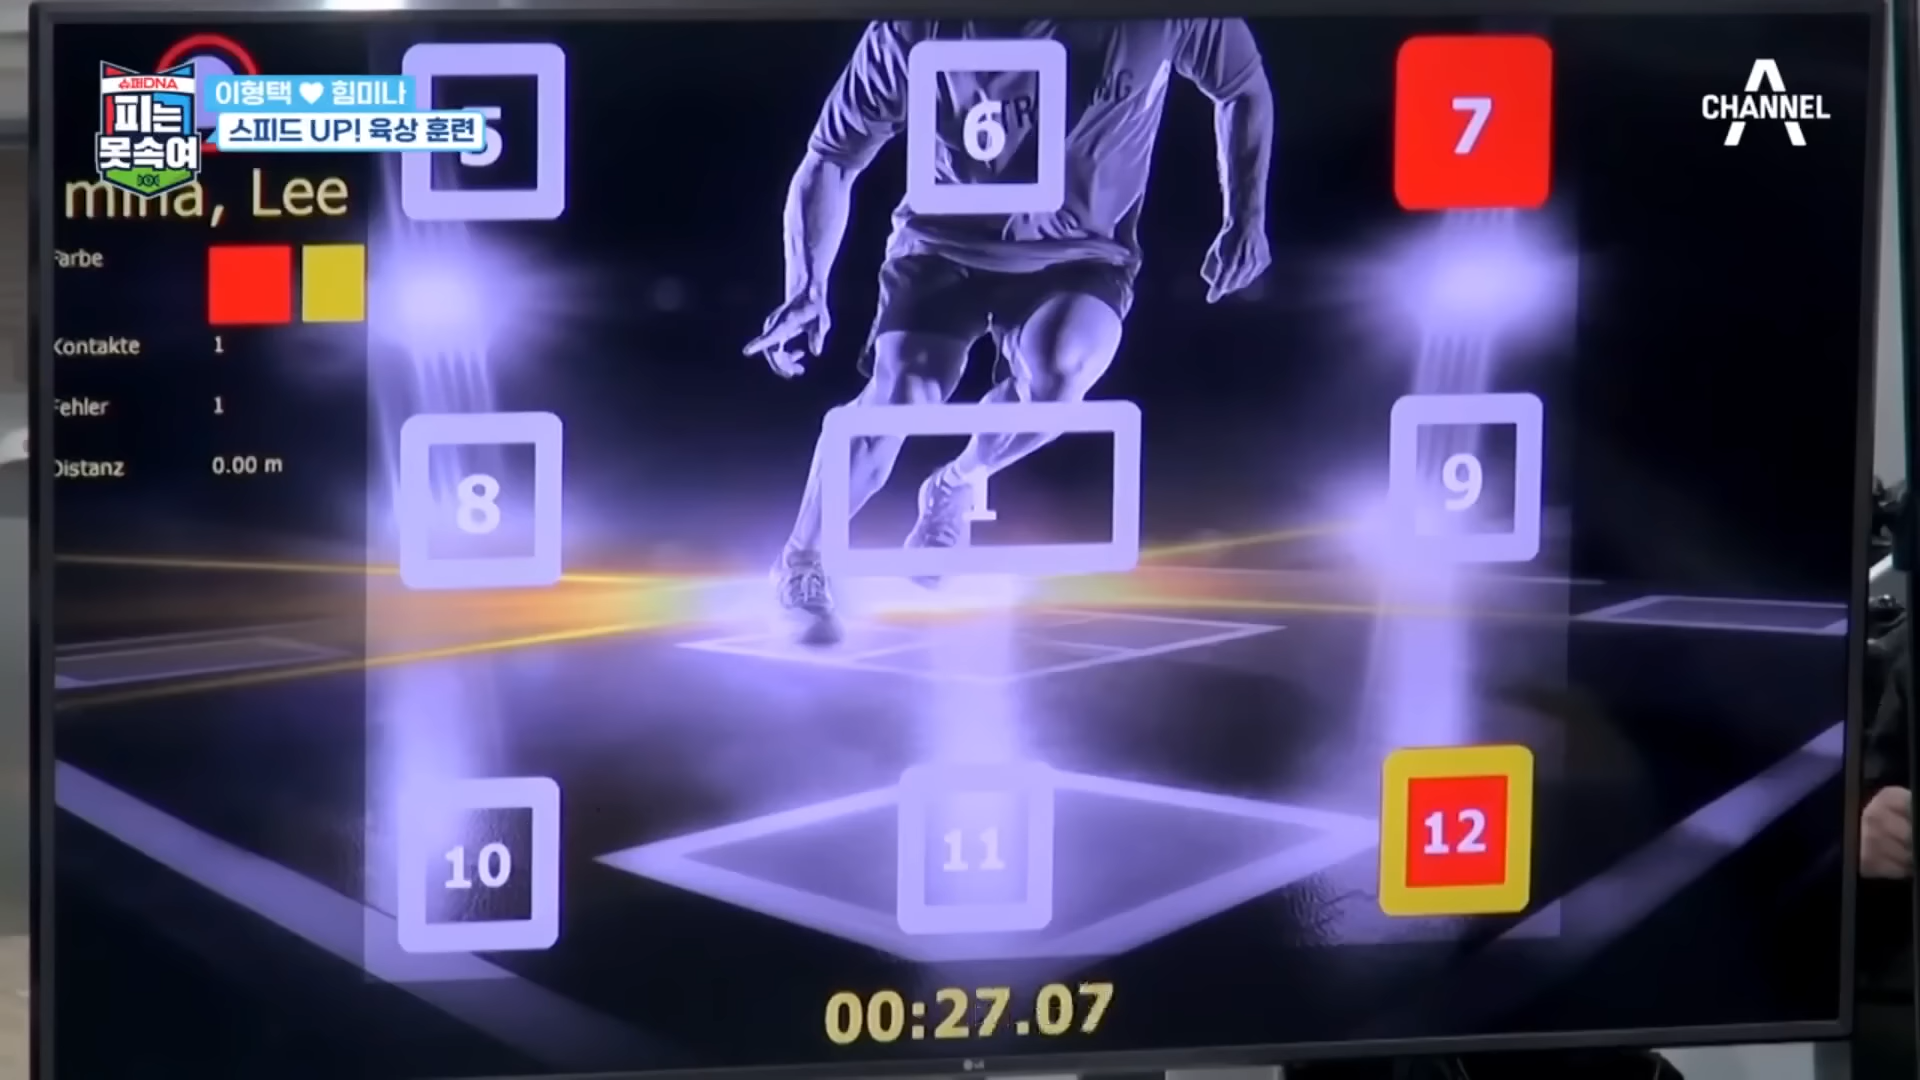 슈퍼DNA
피는
못속여
이형택 ♥ 힘미나
스피드 UP! 육상 훈련
CHANNEL A
5
6
7
mina, Lee
Farbe
Kontakte 1
Fehler 1
Distanz 0.00 m
8
1
9
10
11
12
00:27.07
LG